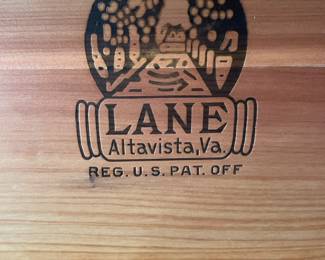 LANE
Altavista,Va.
REG. U.S. PAT. OFF